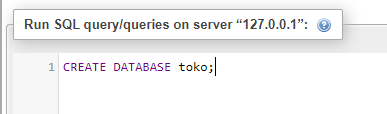 Run SQL query/queries on server “127.0.0.1”:
1 CREATE DATABASE toko;